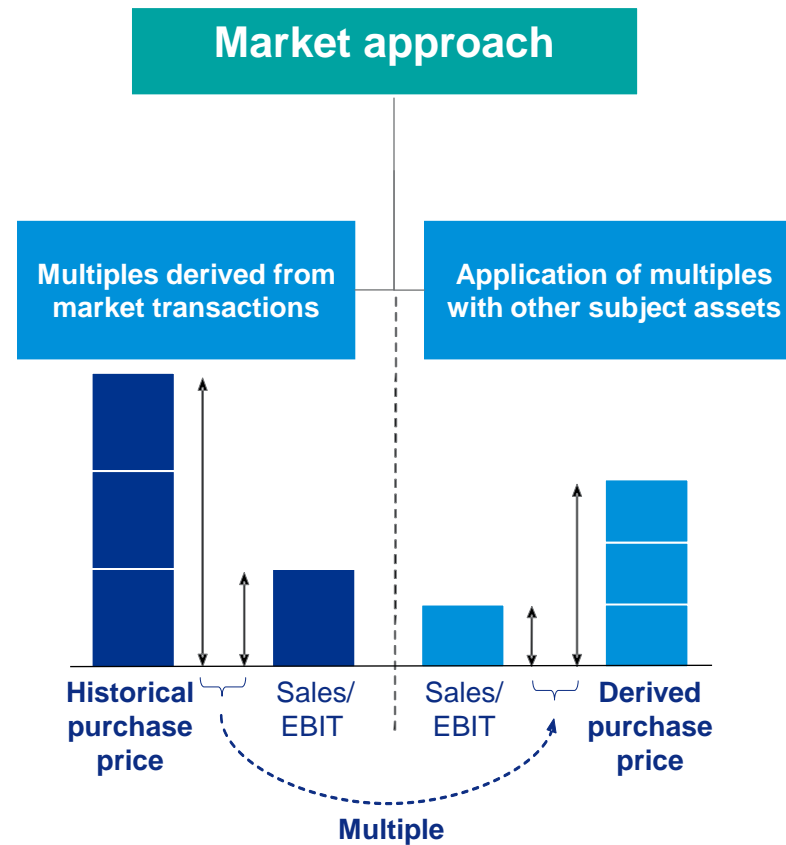 Market approach
Multiples derived from
market transactions
Application of multiples
with other subject assets
Historical
purchase
price
Sales/
EBIT
Sales/
EBIT
Derived
purchase
price
Multiple